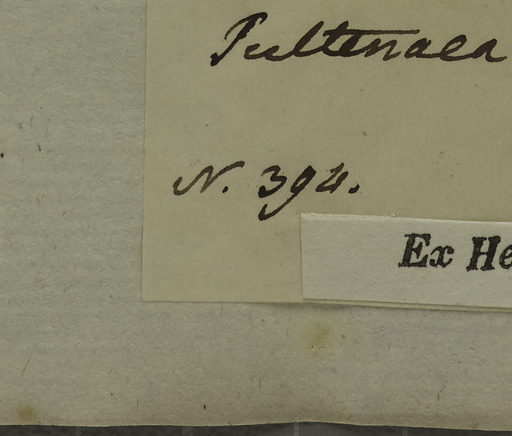 Pultenaea
N. 394.
Ex He